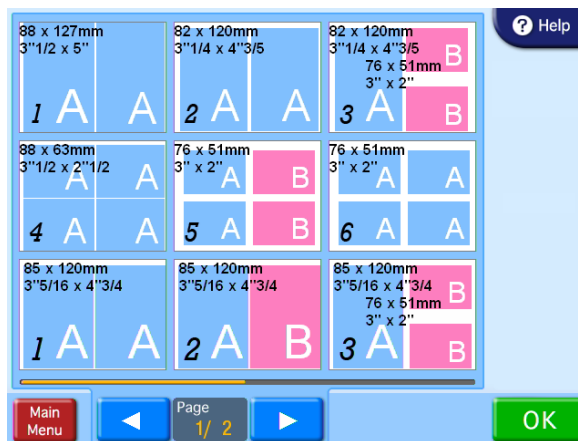 88 x 127mm
3"1/2 x 5"
1 A A
82 x 120mm
3"1/4 x 4"3/5
2 A A
82 x 120mm
3"1/4 x 4"3/5
76 x 51mm
3" x 2"
B
3 A B
? Help
88 x 63mm
3"1/2 x 2"1/2
A A
4 A A
76 x 51mm
3" x 2"
A B
5 A B
76 x 51mm
3" x 2"
A A
6 A A
85 x 120mm
3"5/16 x 4"3/4
1 A A
85 x 120mm
3"5/16 x 4"3/4
2 A B
85 x 120mm
3"5/16 x 4"3/4
76 x 51mm
3" x 2"
B
3 A B
Main
Menu
Page
1/ 2
OK